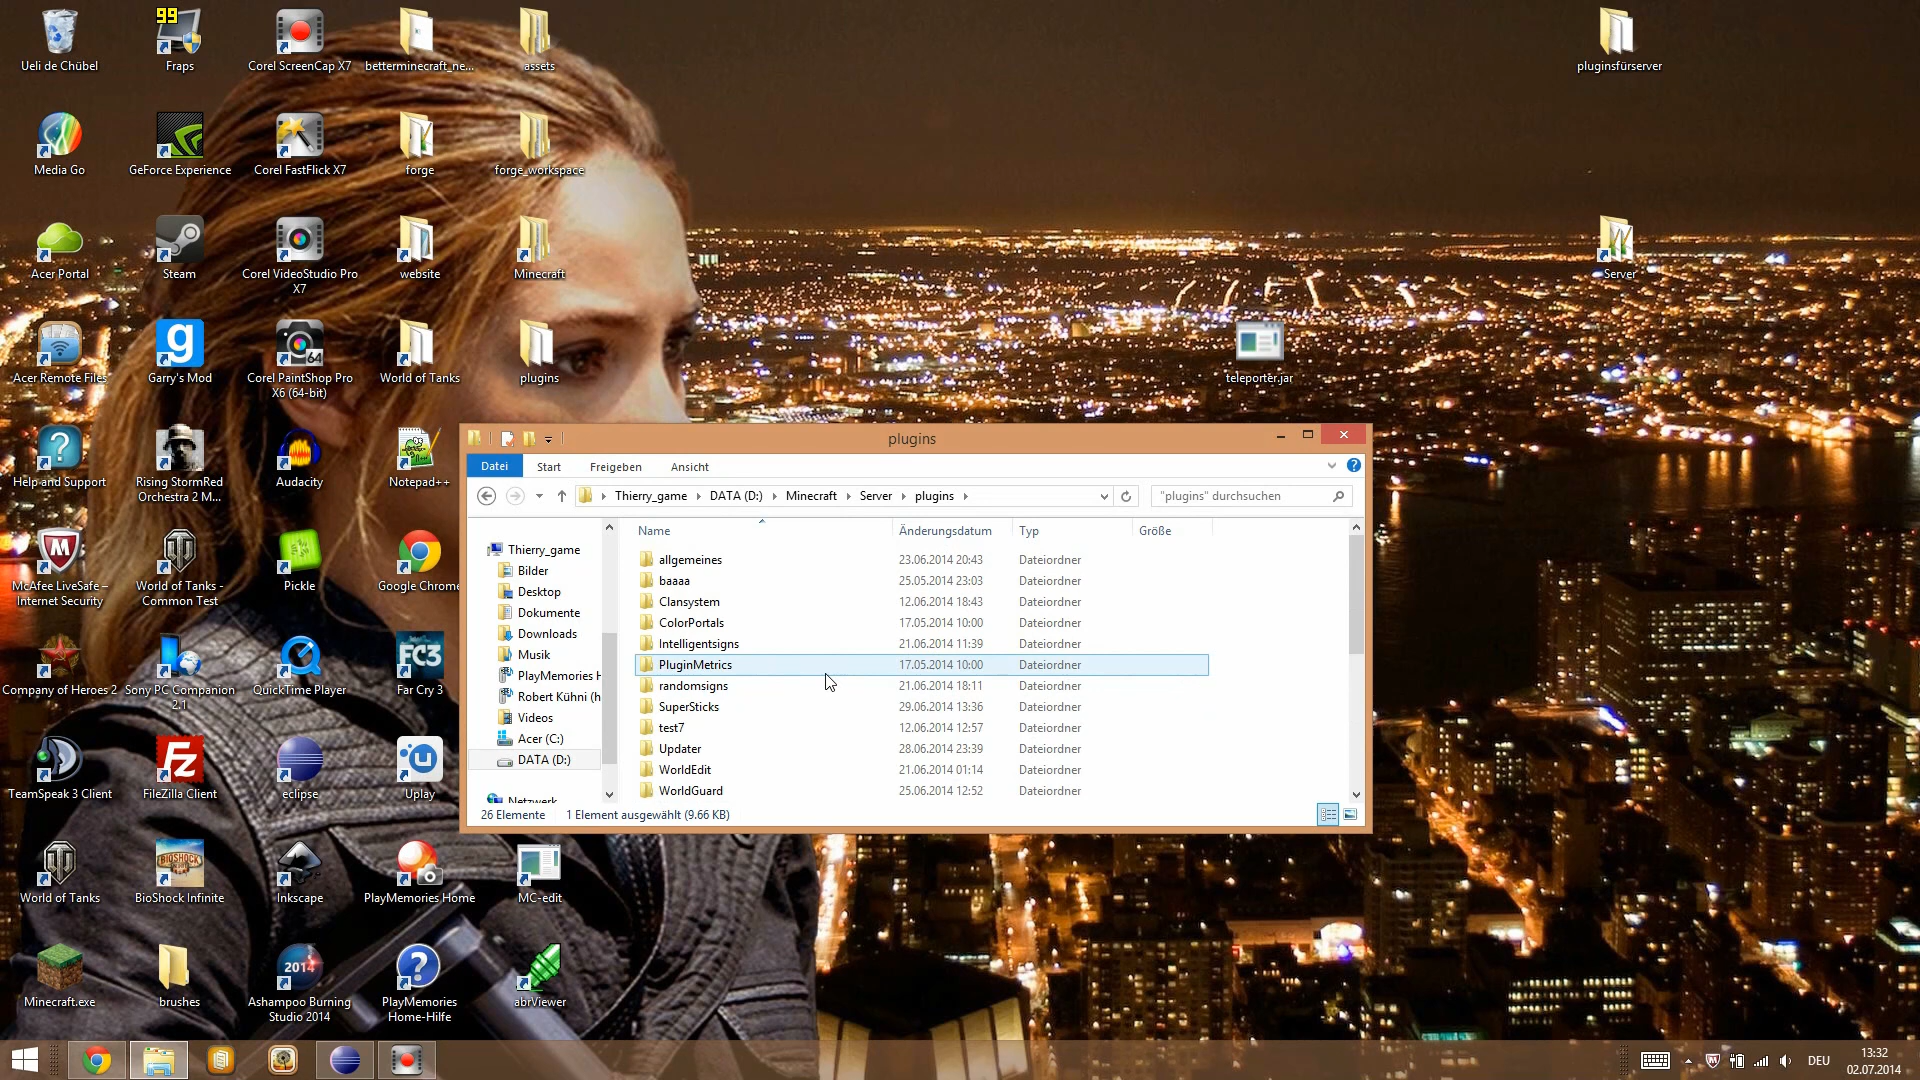 Ueli de Chübel
99
Fraps
Corel ScreenCap X7
betterminecraft_ne...
assets
pluginsfürserver
Media Go
GeForce Experience
Corel FastFlick X7
forge
forge_workspace
Acer Portal
Steam
Corel VideoStudio Pro
X7
website
Minecraft
Server
Acer Remote Files
g
Garry's Mod
64
Corel PaintShop Pro
X6 (64-bit)
World of Tanks
plugins
teleporter.jar
Help and Support
Rising StormRed
Orchestra 2 M...
Audacity
Notepad++
McAfee LiveSafe –
Internet Security
World of Tanks -
Common Test
Pickle
Google Chrome
Company of Heroes 2
Sony PC Companion
2.1
QuickTime Player
FC3
Far Cry 3
TeamSpeak 3 Client
Fz
FileZilla Client
eclipse
Uplay
World of Tanks
BIOSHOCK
BioShock Infinite
Inkscape
PlayMemories Home
MC-edit
Minecraft.exe
brushes
2014
Ashampoo Burning
Studio 2014
PlayMemories
Home-Hilfe
abrViewer
plugins
Datei
Start
Freigeben
Ansicht
Thierry_game
DATA (D:)
Minecraft
Server
plugins
"plugins" durchsuchen
Thierry_game
Bilder
Desktop
Dokumente
Downloads
Musik
PlayMemories H
Robert Kühni (h
Videos
Acer (C:)
DATA (D:)
Netzwerk
Name Änderungsdatum Typ Größe
allgemeines 23.06.2014 20:43 Dateiordner
baaaa 25.05.2014 23:03 Dateiordner
Clansystem 12.06.2014 18:43 Dateiordner
ColorPortals 17.05.2014 10:00 Dateiordner
Intelligentsigns 21.06.2014 11:39 Dateiordner
PluginMetrics 17.05.2014 10:00 Dateiordner
randomsigns 21.06.2014 18:11 Dateiordner
SuperSticks 29.06.2014 13:36 Dateiordner
test7 12.06.2014 12:57 Dateiordner
Updater 28.06.2014 23:39 Dateiordner
WorldEdit 21.06.2014 01:14 Dateiordner
WorldGuard 25.06.2014 12:52 Dateiordner
26 Elemente 1 Element ausgewählt (9.66 KB)
DEU
13:32
02.07.2014